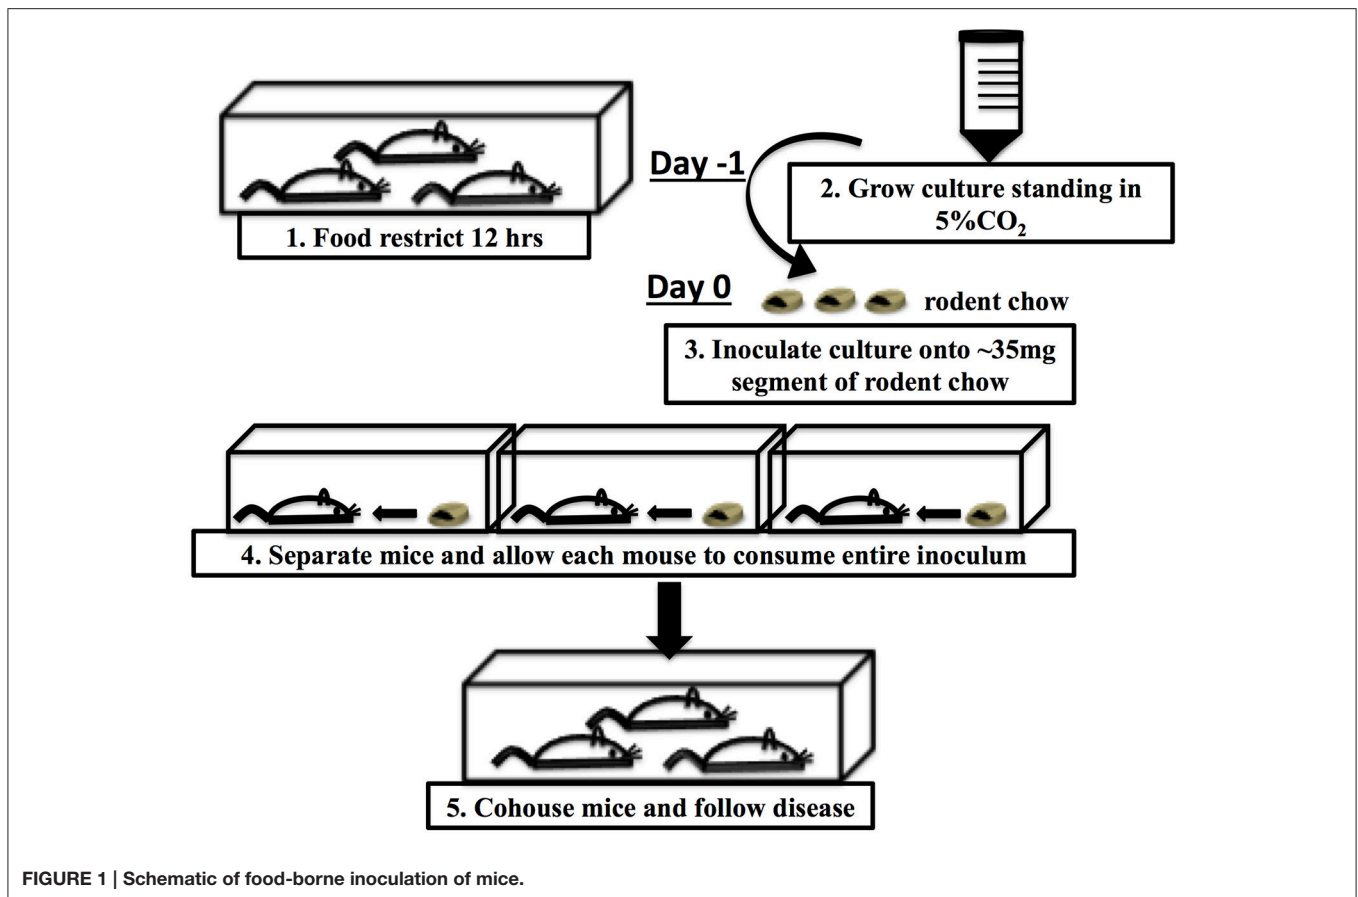 Day -1
1. Food restrict 12 hrs
2. Grow culture standing in
5%CO₂
Day 0
rodent chow
3. Inoculate culture onto ~35mg
segment of rodent chow
4. Separate mice and allow each mouse to consume entire inoculum
5. Cohouse mice and follow disease
FIGURE 1 | Schematic of food-borne inoculation of mice.